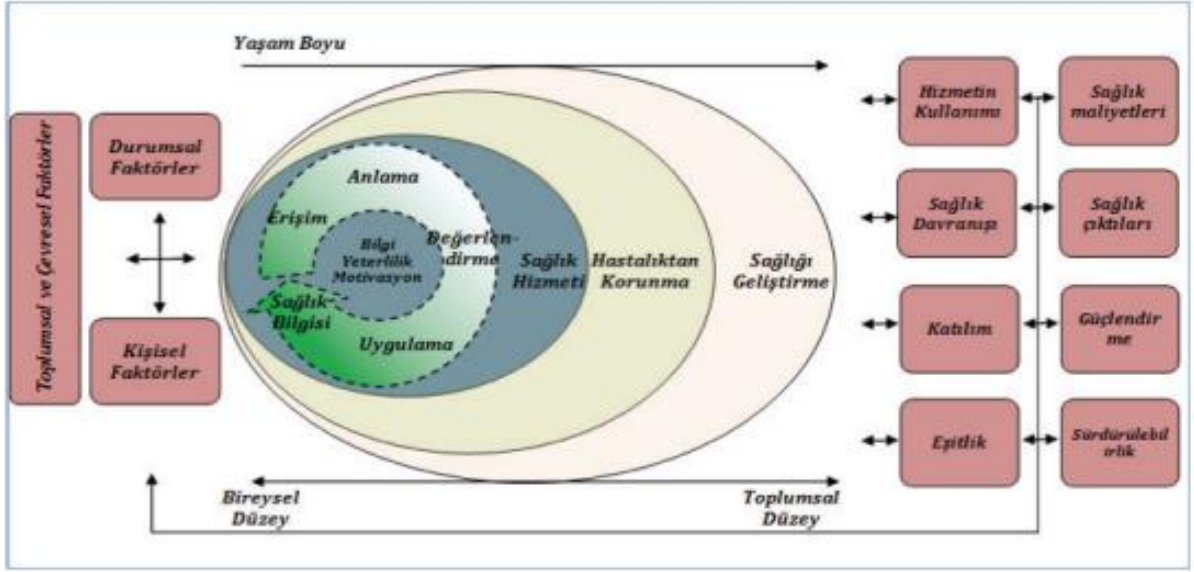 Yaşam Boyu
Toplumsal ve Çevresel Faktörler
Durumsal
Faktörler
Kişisel
Faktörler
Anlama
Erişim
Bilgi
Yeterlilik
Motivasyon
Değerlen-
dirme
Sağlık-
Bilgisi
Uygulama
Sağlık
Hizmeti
Hastalıktan
Korunma
Sağlığı
Geliştirme
Hizmetin
Kullanımı
Sağlık
maliyetleri
Sağlık
Davranışı
Sağlık
çıktıları
Katılım
Güçlendir
me
Eşitlik
Sürdürülebil
irlik
Bireysel
Düzey
Toplumsal
Düzey